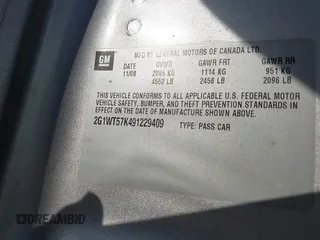 GM
MFD BY GENERAL MOTORS OF CANADA LTD.
DATE GVWR GAWR FRT GAWR RR
11/08 2065 KG 1114 KG 951 KG
4552 LB 2456 LB 2096 LB
THIS VEHICLE CONFORMS TO ALL APPLICABLE U.S. FEDERAL MOTOR
VEHICLE SAFETY, BUMPER, AND THEFT PREVENTION STANDARDS IN
EFFECT ON THE DATE OF MANUFACTURE SHOWN ABOVE.
2G1WT57K491229409 TYPE: PASS CAR
DREAMBID